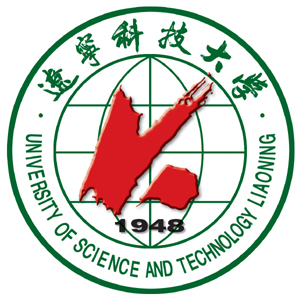 辽宁科技大学
1948
UNIVERSITY OF SCIENCE AND TECHNOLOGY LIAONING